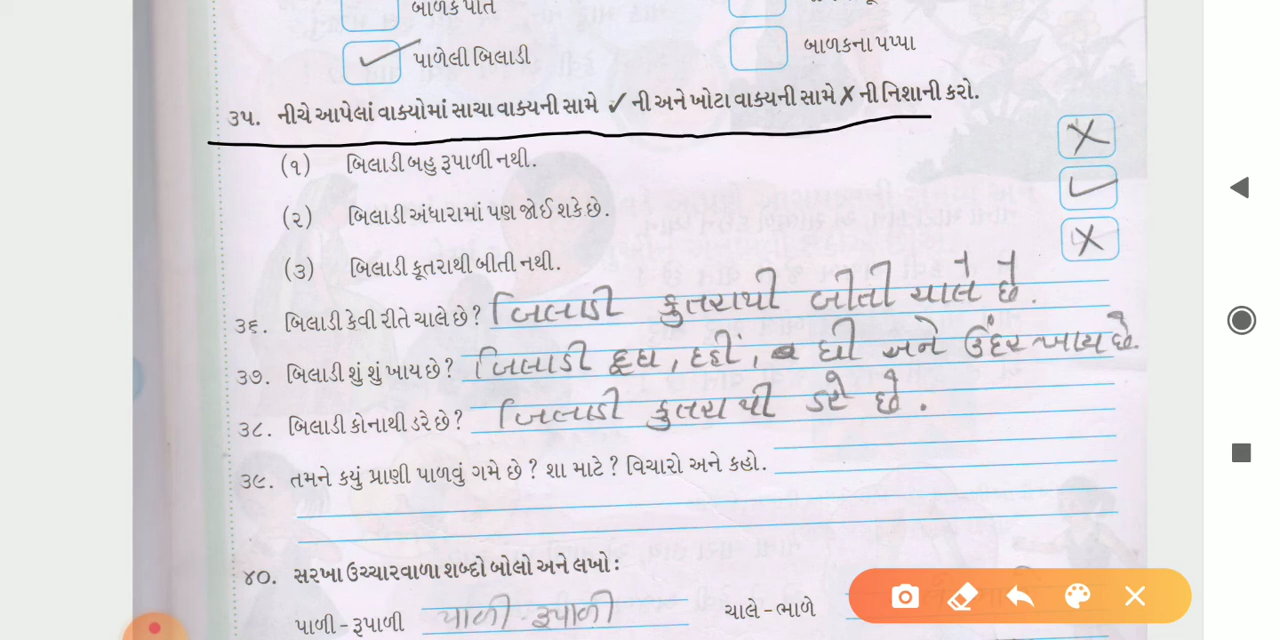 બાળકના પપ્પા
પાળેલી બિલાડી
૩૫. નીચે આપેલાં વાક્યોમાં સાચા વાક્યની સામે ✓ ની અને ખોટા વાક્યની સામે ✗ ની નિશાની કરો.
(૧) બિલાડી બહુ રૂપાળી નથી. ✗
(૨) બિલાડી અંધારામાં પણ જોઈ શકે છે. ✓
(૩) બિલાડી કૂતરાથી બીતી નથી. ✗
૩૬. બિલાડી કેવી રીતે ચાલે છે? બિલાડી કુતરાથી બીતી ચાલે છે.
૩૭. બિલાડી શું શું ખાય છે? બિલાડી દૂધ, દહીં, ઘી અને ઉંદર ખાય છે.
૩૮. બિલાડી કોનાથી ડરે છે? બિલાડી કુતરાથી ડરે છે.
૩૯. તમને કયું પ્રાણી પાળવું ગમે છે? શા માટે? વિચારો અને કહો.
૪૦. સરખા ઉચ્ચારવાળા શબ્દો બોલો અને લખો:
પાળી - રૂપાળી પાળી - રૂપાળી ચાલે - ભાળે